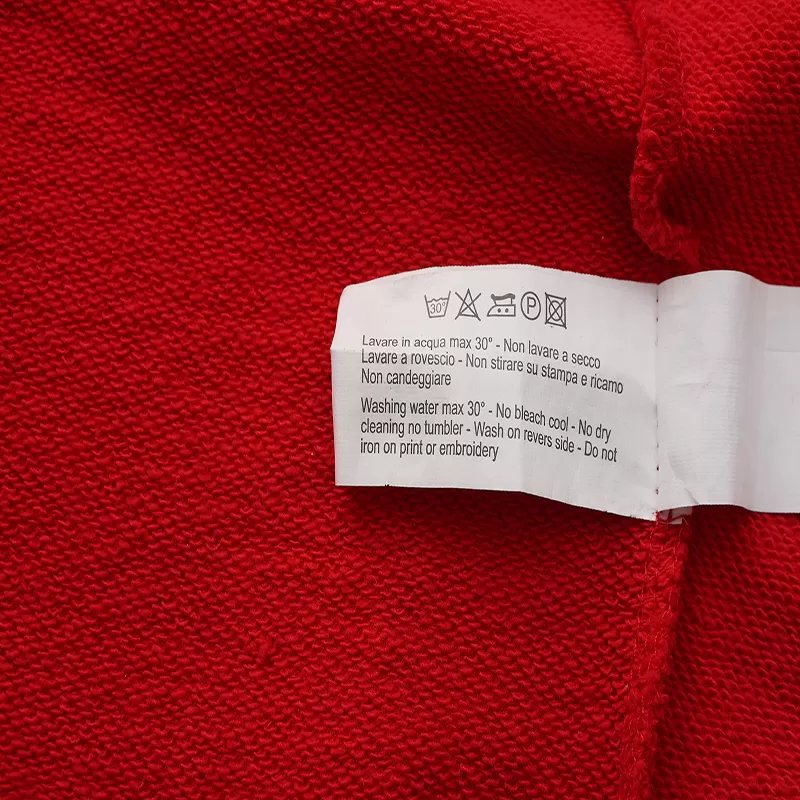 30° P
Lavare in acqua max 30° - Non lavare a secco
Lavare a rovescio - Non stirare su stampa e ricamo
Non candeggiare
Washing water max 30° - No bleach cool - No dry
cleaning no tumbler - Wash on revers side - Do not
iron on print or embroidery